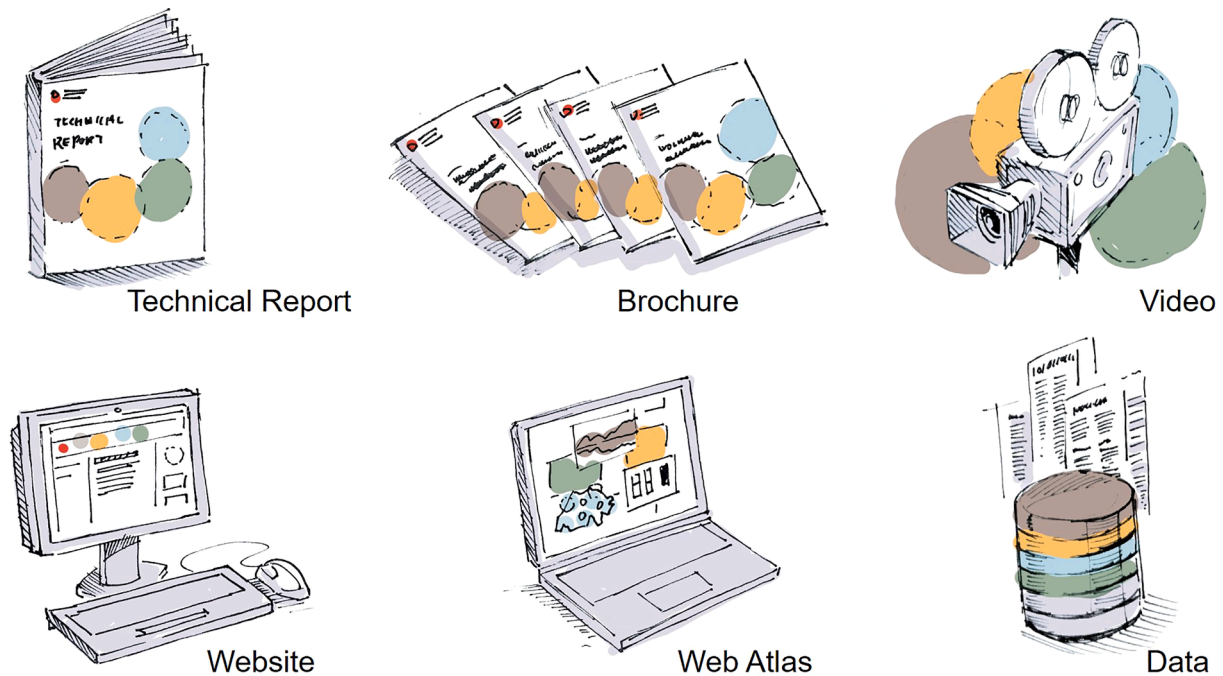 TECHNICAL
REPORT
Technical Report
Brochure
Video
Website
Web Atlas
Data